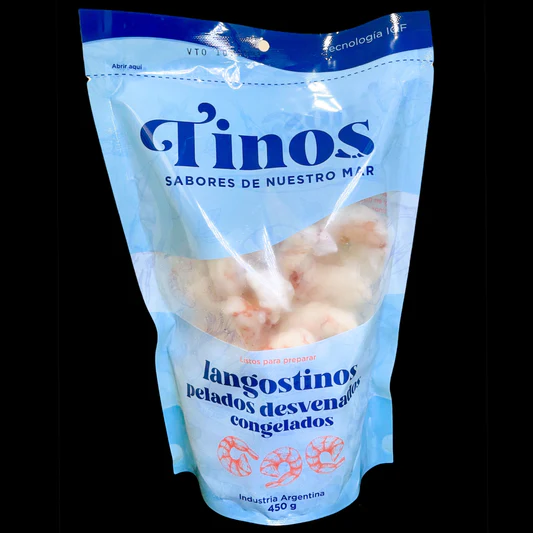 VTO
Tecnología IQF
Abrir aquí
Tinos
SABORES DE NUESTRO MAR
Listos para preparar
langostinos
pelados desvenados
congelados
Industria Argentina
450 g